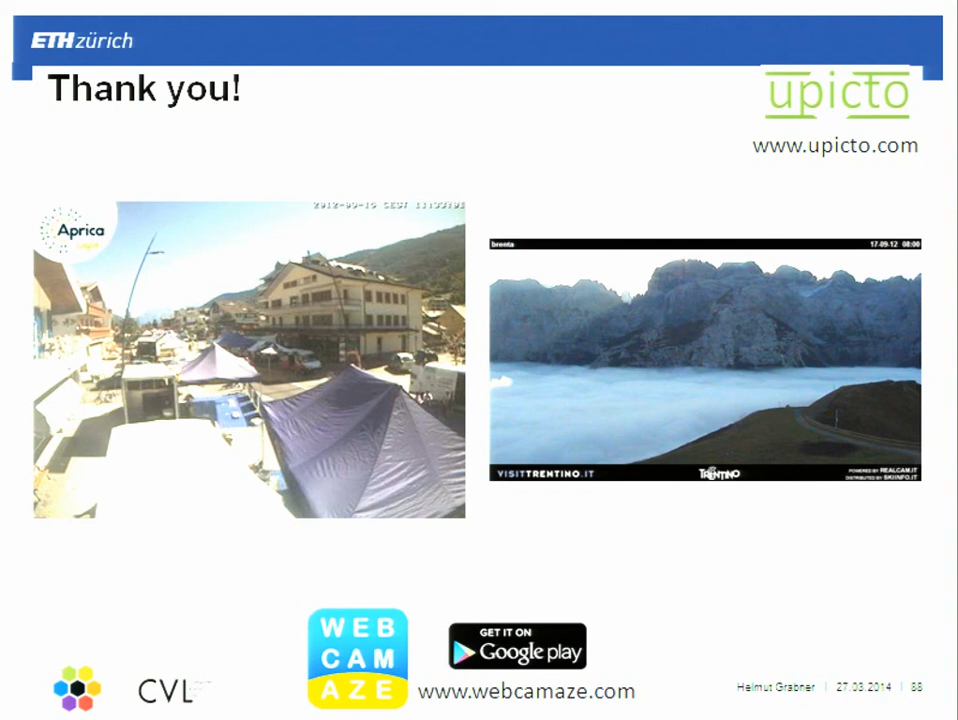 ETH zürich
Thank you!
upicto
www.upicto.com
Aprica
brenta
17-09-12 08:00
VISITTRENTINO.IT
TRENTINO
POWERED BY REALCAM.IT
DISTRIBUTED BY SKIINFO.IT
WEB
CAM
AZE
GET IT ON
Google play
www.webcamaze.com
CVL
Helmut Grabner | 27.03.2014 | 88